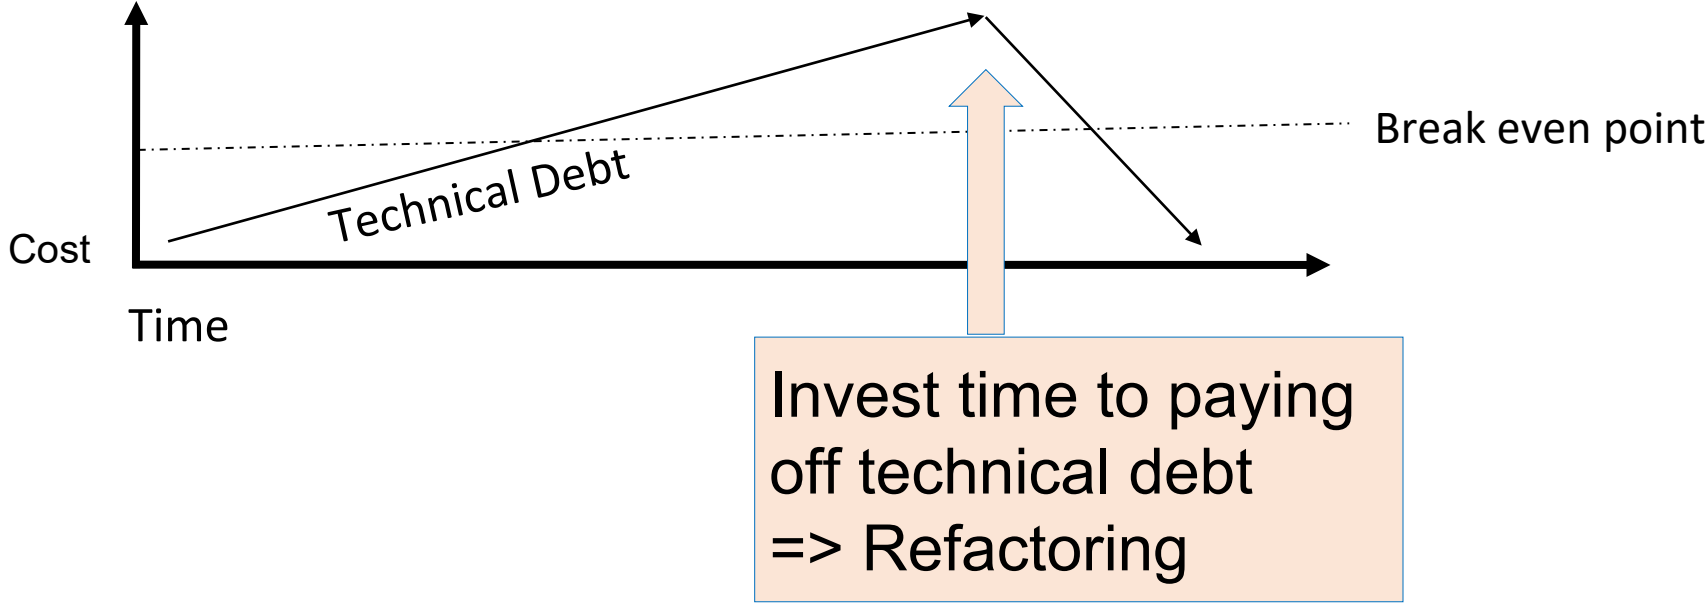 Break even point
Technical Debt
Cost
Time
Invest time to paying
off technical debt
=> Refactoring